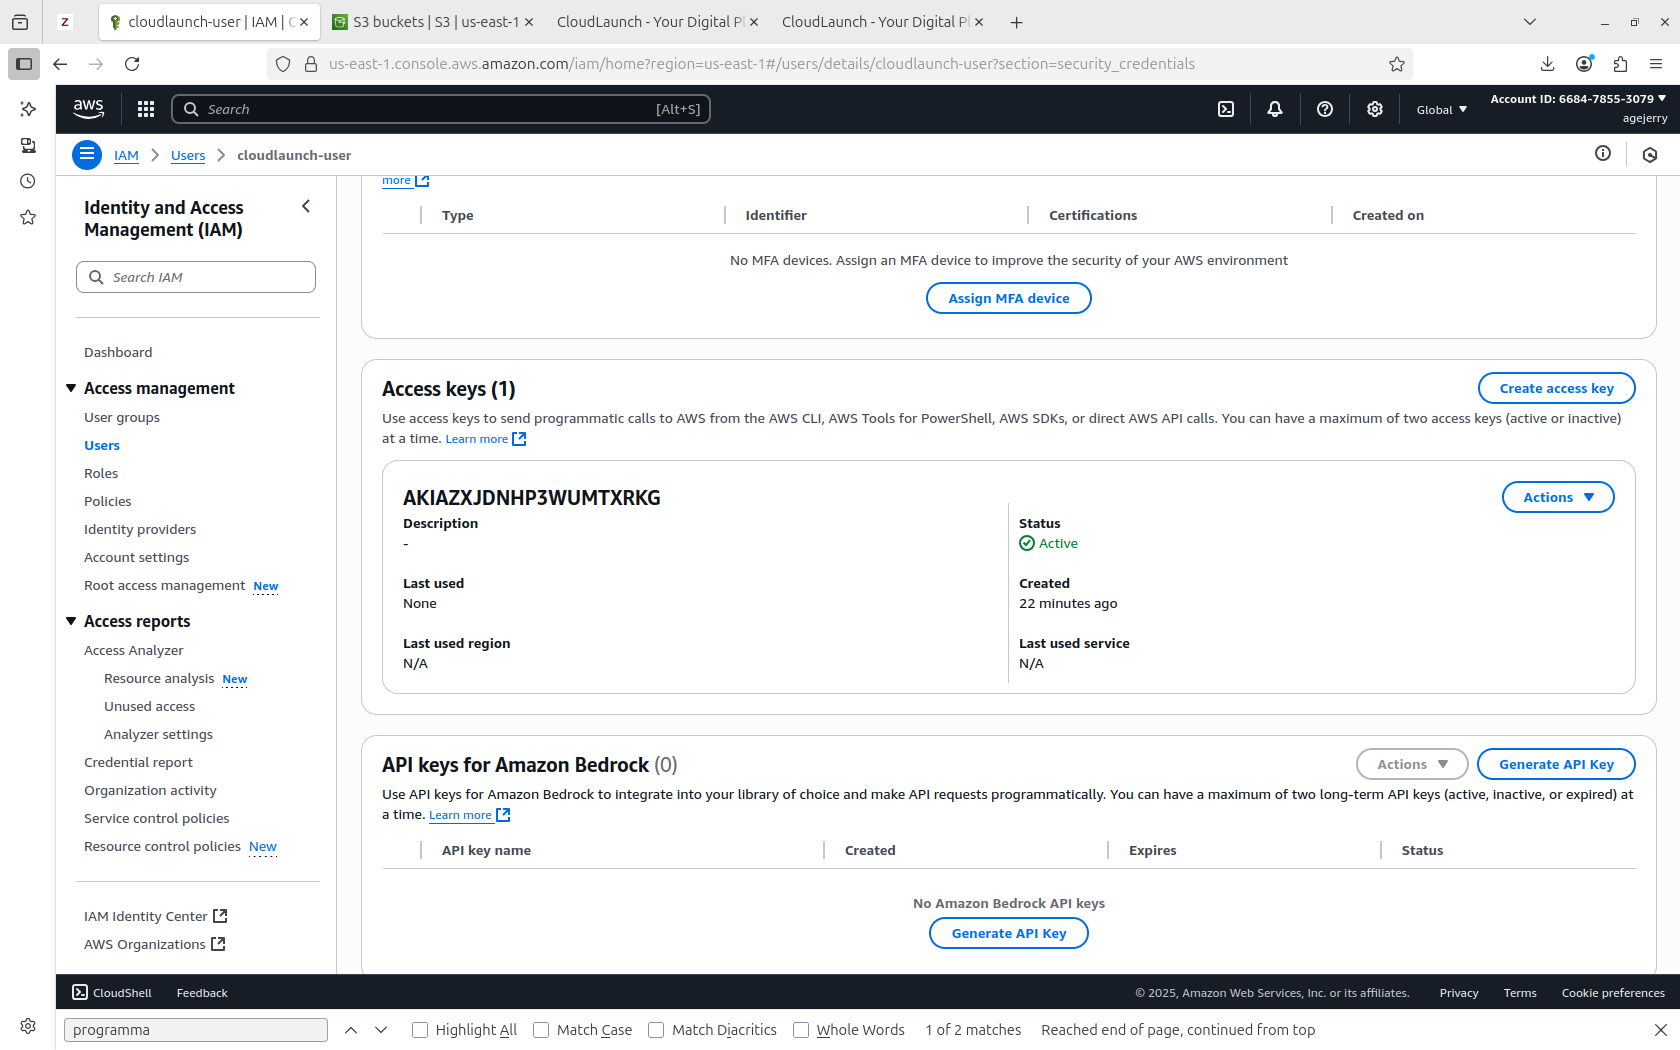 Z
cloudlaunch-user | IAM | G
S3 buckets | S3 | us-east-1
CloudLaunch - Your Digital Pl
CloudLaunch - Your Digital Pl
us-east-1.console.aws.amazon.com/iam/home?region=us-east-1#/users/details/cloudlaunch-user?section=security_credentials
aws
Search
[Alt+S]
Global
Account ID: 6684-7855-3079
agejerry
IAM
Users
cloudlaunch-user
Identity and Access
Management (IAM)
Search IAM
Dashboard
Access management
User groups
Users
Roles
Policies
Identity providers
Account settings
Root access management New
Access reports
Access Analyzer
Resource analysis New
Unused access
Analyzer settings
Credential report
Organization activity
Service control policies
Resource control policies New
IAM Identity Center
AWS Organizations
more
Type
Identifier
Certifications
Created on
No MFA devices. Assign an MFA device to improve the security of your AWS environment
Assign MFA device
Access keys (1)
Create access key
Use access keys to send programmatic calls to AWS from the AWS CLI, AWS Tools for PowerShell, AWS SDKs, or direct AWS API calls. You can have a maximum of two access keys (active or inactive)
at a time. Learn more
AKIAZXJDNHP3WUMTXRKG
Actions
Description
-
Status
Active
Last used
None
Created
22 minutes ago
Last used region
N/A
Last used service
N/A
API keys for Amazon Bedrock (0)
Actions
Generate API Key
Use API keys for Amazon Bedrock to integrate into your library of choice and make API requests programmatically. You can have a maximum of two long-term API keys (active, inactive, or expired) at
a time. Learn more
API key name
Created
Expires
Status
No Amazon Bedrock API keys
Generate API Key
CloudShell
Feedback
© 2025, Amazon Web Services, Inc. or its affiliates.
Privacy
Terms
Cookie preferences
programma
Highlight All
Match Case
Match Diacritics
Whole Words
1 of 2 matches
Reached end of page, continued from top